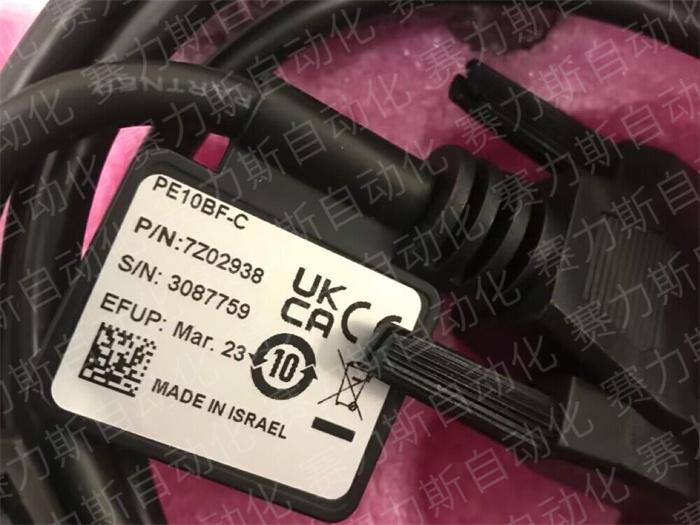 赛力斯自动化
PE10BF-C
P/N:7Z02938
S/N: 3087759
EFUP: Mar. 23
UK
CA
CE
10
MADE IN ISRAEL